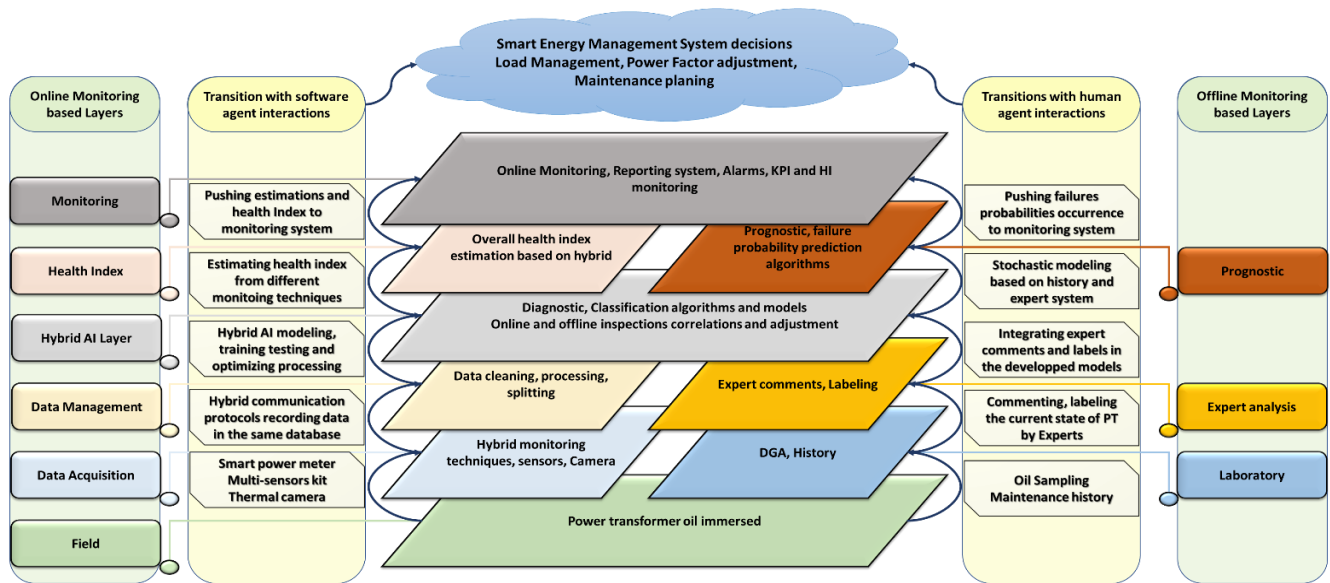 Smart Energy Management System decisions
Load Management, Power Factor adjustment,
Maintenance planing
Online Monitoring
based Layers
Transition with software
agent interactions
Transitions with human
agent interactions
Offline Monitoring
based Layers
Monitoring
Health Index
Hybrid AI Layer
Data Management
Data Acquisition
Field
Pushing estimations and
health Index to
monitoring system
Estimating health index
from different
monitoing techniques
Hybrid AI modeling,
training testing and
optimizing processing
Hybrid communication
protocols recording data
in the same database
Smart power meter
Multi-sensors kit
Thermal camera
Online Monitoring, Reporting system, Alarms, KPI and HI
monitoring
Overall health index
estimation based on hybrid
Prognostic, failure
probability prediction
algorithms
Diagnostic, Classification algorithms and models
Online and offline inspections correlations and adjustment
Data cleaning, processing,
splitting
Expert comments, Labeling
Hybrid monitoring
techniques, sensors, Camera
DGA, History
Power transformer oil immersed
Pushing failures
probabilities occurrence
to monitoring system
Stochastic modeling
based on history and
expert system
Integrating expert
comments and labels in
the developped models
Commenting, labeling
the current state of PT
by Experts
Oil Sampling
Maintenance history
Prognostic
Expert analysis
Laboratory